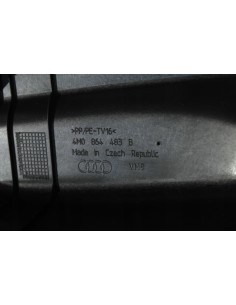 >PP/PE-TV16<
4M0 864 483 B
Made in Czech Republic